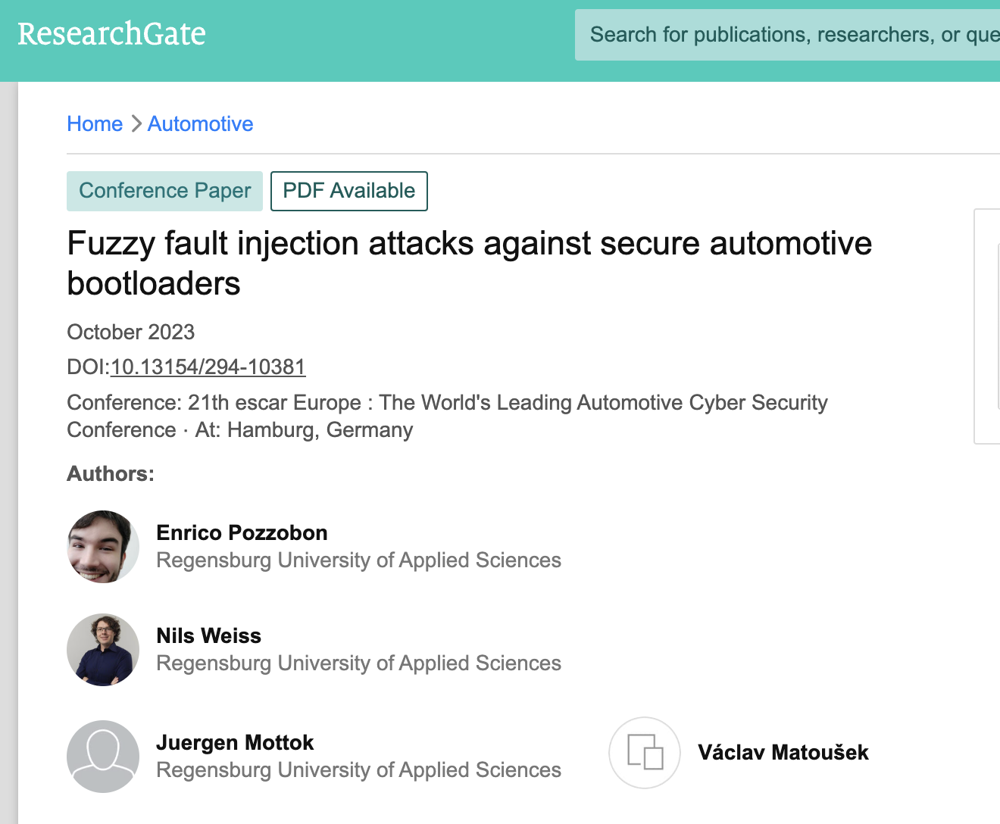 ResearchGate
Search for publications, researchers, or que
Home > Automotive
Conference Paper
PDF Available
Fuzzy fault injection attacks against secure automotive
bootloaders
October 2023
DOI:10.13154/294-10381
Conference: 21th escar Europe : The World's Leading Automotive Cyber Security
Conference · At: Hamburg, Germany
Authors:
Enrico Pozzobon
Regensburg University of Applied Sciences
Nils Weiss
Regensburg University of Applied Sciences
Juergen Mottok
Regensburg University of Applied Sciences
Václav Matoušek